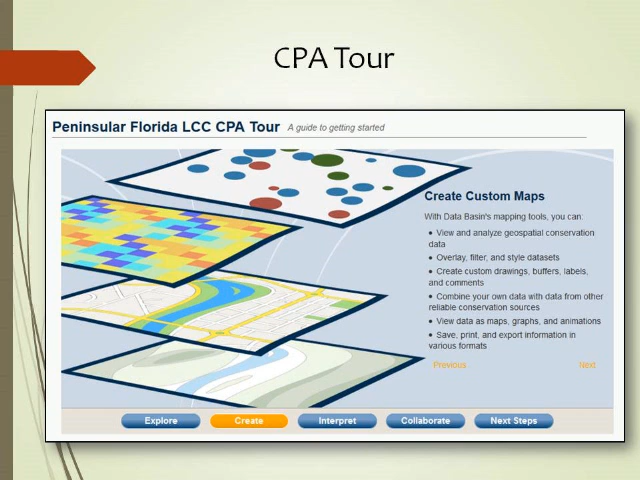 CPA Tour
Peninsular Florida LCC CPA Tour A guide to getting started
Create Custom Maps
With Data Basin's mapping tools, you can:
• View and analyze geospatial conservation
data
• Overlay, filter, and style datasets
• Create custom drawings, buffers, labels,
and comments
• Combine your own data with data from other
reliable conservation sources
• View data as maps, graphs, and animations
• Save, print, and export information in
various formats
Previous Next
Explore Create Interpret Collaborate Next Steps